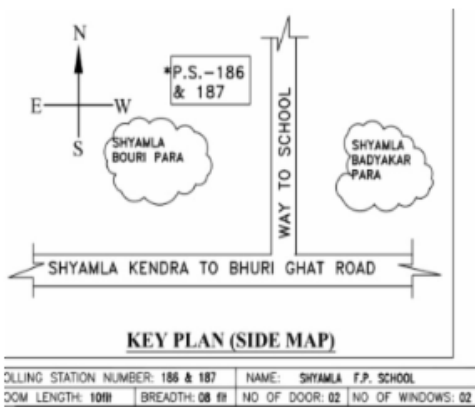 N
*P.S.-186
& 187
E W
S
SHYAMLA
BOURI PARA
WAY TO SCHOOL
SHYAMLA
BADYAKAR
PARA
SHYAMLA KENDRA TO BHURI GHAT ROAD
KEY PLAN (SIDE MAP)
OLLING STATION NUMBER: 186 & 187 NAME: SHYAMLA F.P. SCHOOL
OOM LENGTH: BREADTH: 08 NO OF DOOR: 02 NO OF WINDOWS: 02